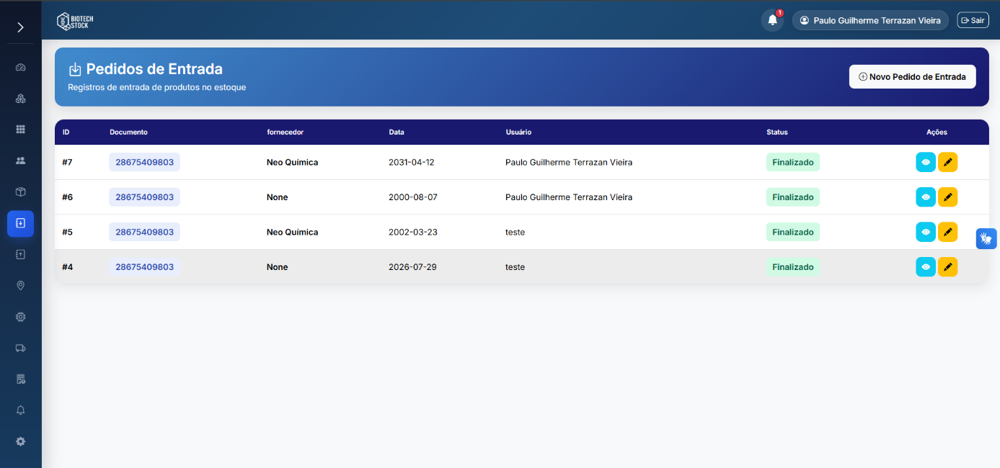 BIOTECH
STOCK
1
Paulo Guilherme Terrazan Vieira
Sair
Pedidos de Entrada
Registros de entrada de produtos no estoque
Novo Pedido de Entrada
ID Documento fornecedor Data Usuário Status Ações
#7 28675409803 Neo Química 2031-04-12 Paulo Guilherme Terrazan Vieira Finalizado
#6 28675409803 None 2000-08-07 Paulo Guilherme Terrazan Vieira Finalizado
#5 28675409803 Neo Química 2002-03-23 teste Finalizado
#4 28675409803 None 2026-07-29 teste Finalizado